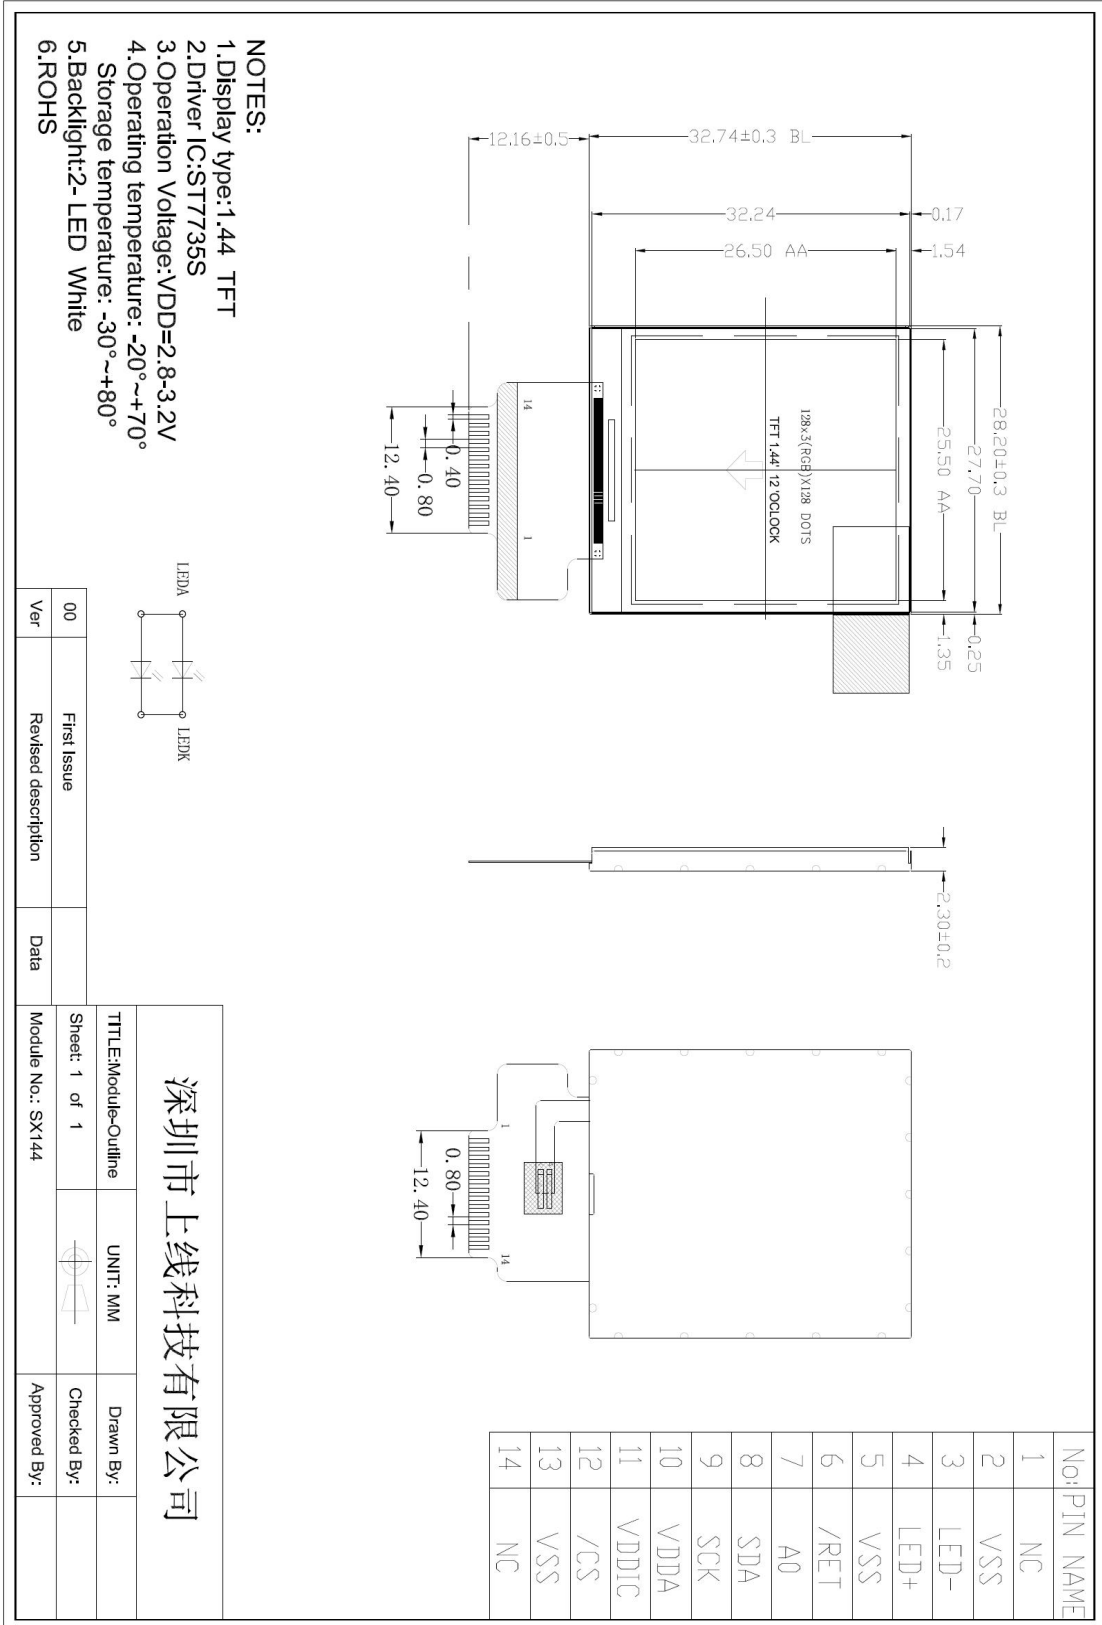 12.16±0.5
32.74±0.3 BL
32.24
0.17
26.50 AA
1.54
28.20±0.3 BL
27.70
25.50 AA
0.25
1.35
128x3(RGB)X128 DOTS
TFT 1.44' 12 'OCLOCK
14
1
0.40
0.80
12.40
2.30±0.2
1
14
0.80
12.40
No: PIN NAME
1 NC
2 VSS
3 LED-
4 LED+
5 VSS
6 /RET
7 A0
8 SDA
9 SCK
10 VDDA
11 VDDIC
12 /CS
13 VSS
14 NC
NOTES:
1.Display type:1.44 TFT
2.Driver IC:ST7735S
3.Operation Voltage:VDD=2.8-3.2V
4.Operating temperature: -20°~+70°
Storage temperature: -30°~+80°
5.Backlight:2- LED White
6.ROHS
LEDA
LEDK
00 First Issue
Ver Revised description Data
深圳市上线科技有限公司
TITLE:Module-Outline UNIT: MM Drawn By:
Sheet: 1 of 1 Checked By:
Module No.: SX144 Approved By: